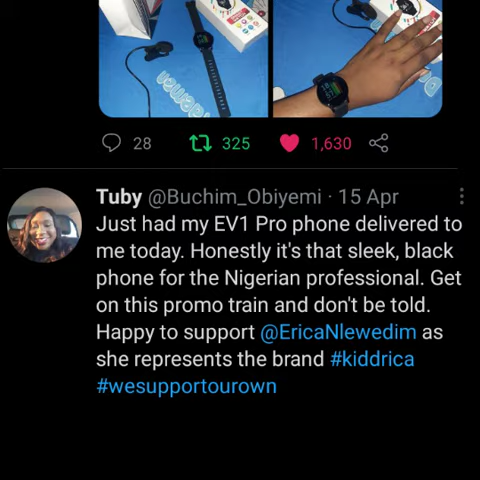 28 325 1,630
Tuby @Buchim_Obiyemi · 15 Apr
Just had my EV1 Pro phone delivered to
me today. Honestly it's that sleek, black
phone for the Nigerian professional. Get
on this promo train and don't be told.
Happy to support @EricaNlewedim as
she represents the brand #kiddrica
#wesupportourown